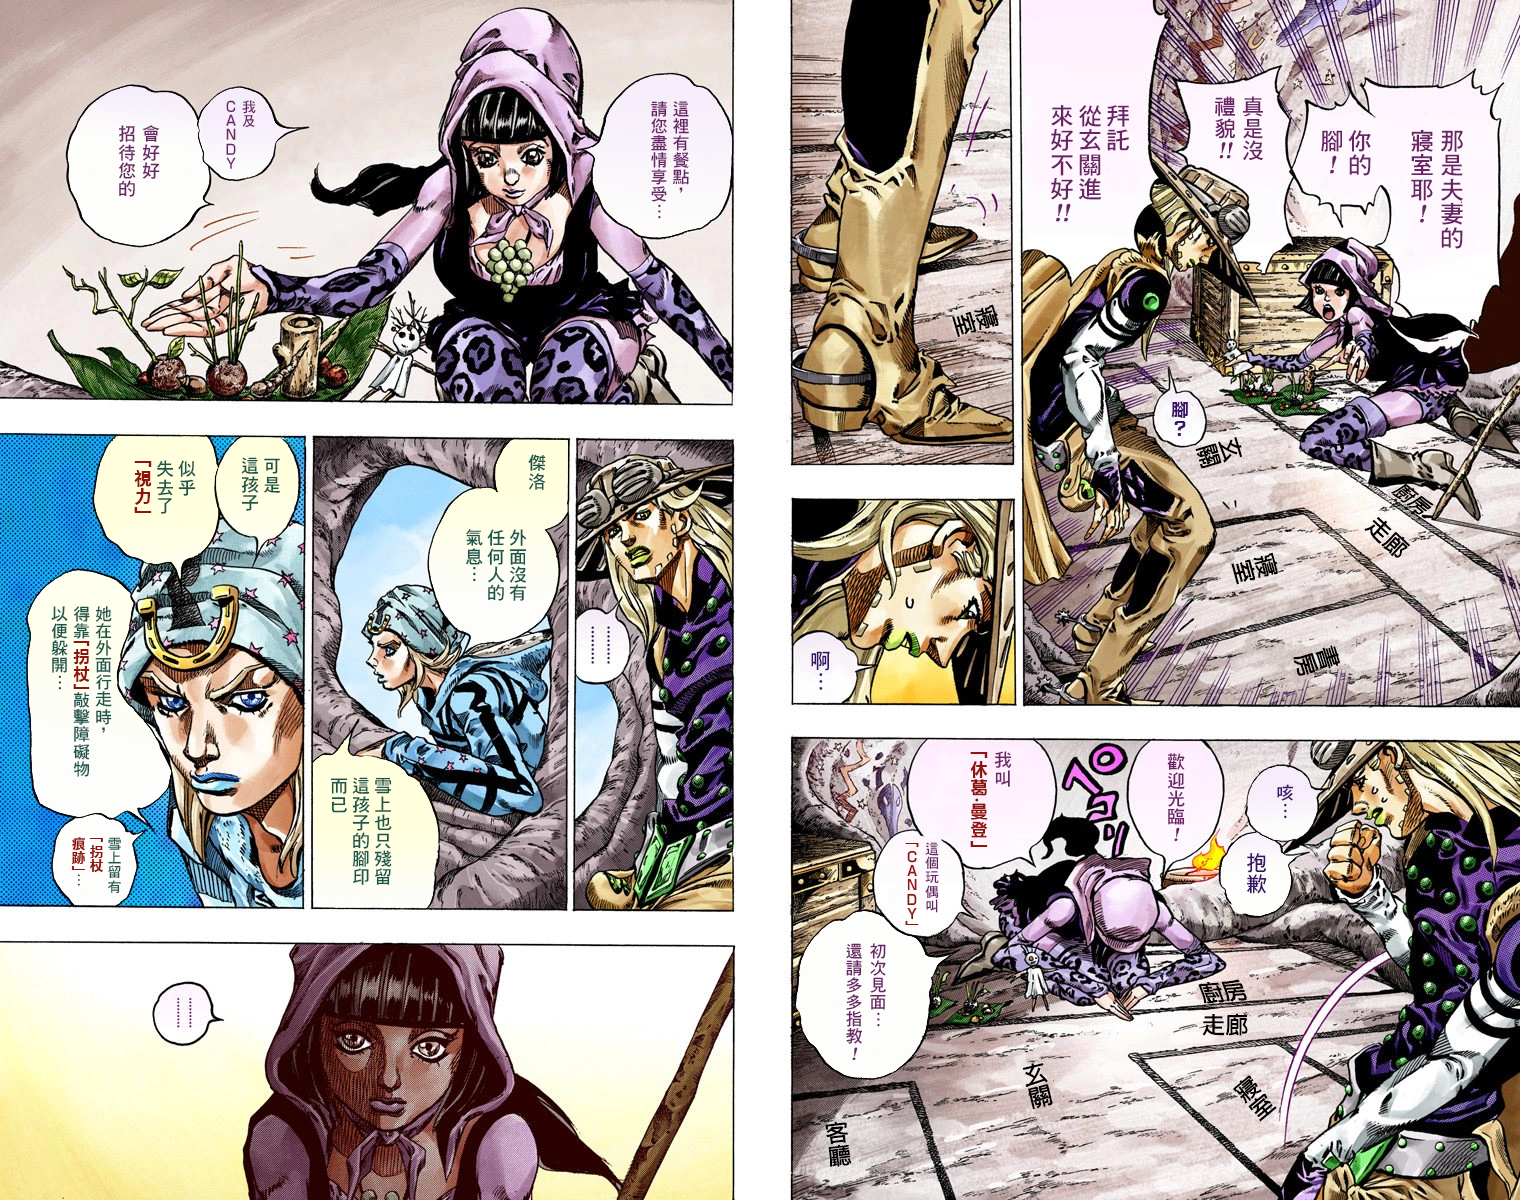 那是夫妻的
寢室耶！
你的
腳！
真是沒
禮貌!!
拜託
從玄關進
來好不好!!
腳?
寢室
玄關
廚房
走廊
寢室
書房
啊…
咳…
抱歉
歡迎光臨！
ペコッ
我叫
「休葛·曼登」
這個玩偶叫
「CANDY」
初次見面…
還請多多指教！
廚房
走廊
玄關
寢室
客廳
這裡有餐點，
請您盡情享受…
我及
CANDY
會好好
招待您的
………
傑洛
外面沒有
任何人的
氣息…
雪上也只殘留
這孩子的腳印
而已
可是
這孩子
似乎
失去了
「視力」
她在外面行走時，
得靠「拐杖」敲擊障礙物
以便躲開…
雪上留有
「拐杖
痕跡」…
………